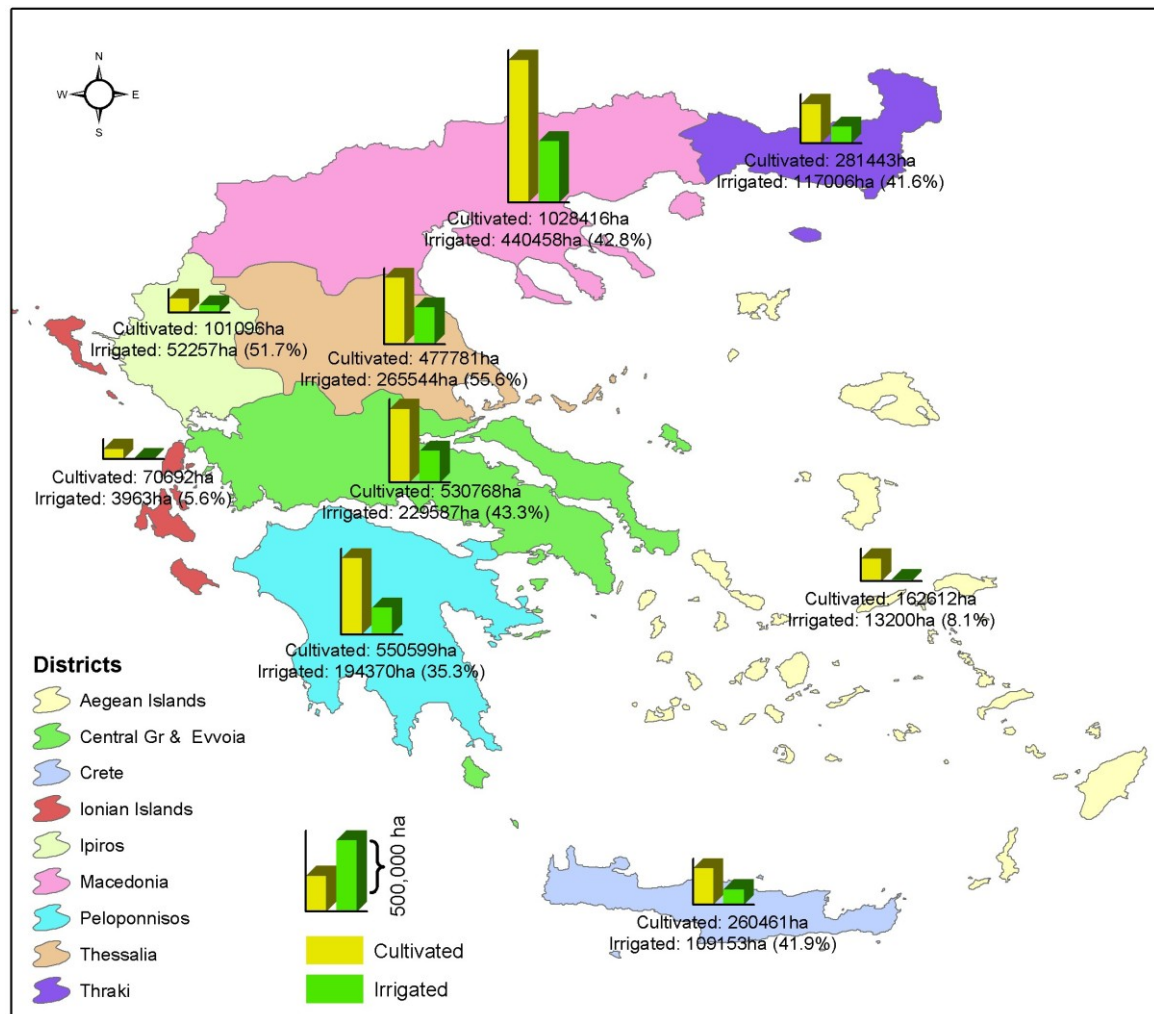 N
W E
S
Cultivated: 281443ha
Irrigated: 117006ha (41.6%)
Cultivated: 1028416ha
Irrigated: 440458ha (42.8%)
Cultivated: 101096ha
Irrigated: 52257ha (51.7%)
Cultivated: 477781ha
Irrigated: 265544ha (55.6%)
Cultivated: 70692ha
Irrigated: 3963ha (5.6%)
Cultivated: 530768ha
Irrigated: 229587ha (43.3%)
Cultivated: 162612ha
Irrigated: 13200ha (8.1%)
Cultivated: 550599ha
Irrigated: 194370ha (35.3%)
Districts
Aegean Islands
Central Gr & Evvoia
Crete
Ionian Islands
Ipiros
Macedonia
Peloponnisos
Thessalia
Thraki
500,000 ha
Cultivated
Irrigated
Cultivated: 260461ha
Irrigated: 109153ha (41.9%)